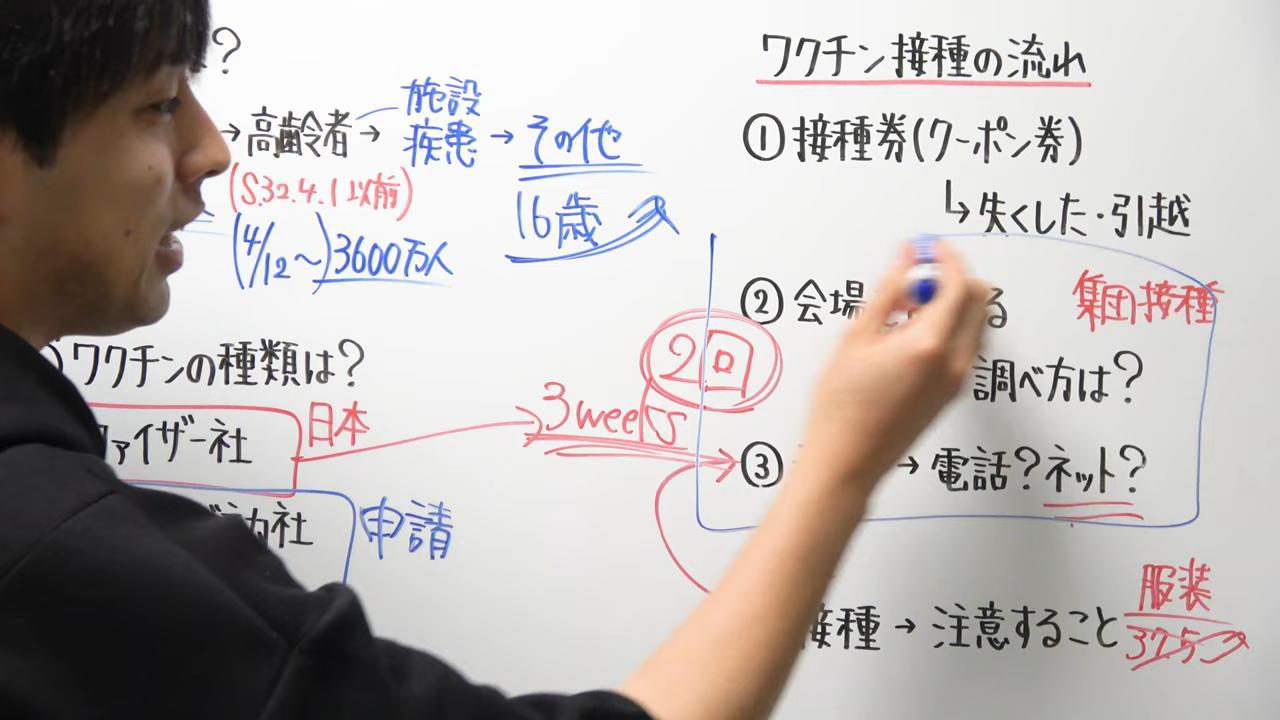 ?
→高齢者→
施設
疾患
→その他
(S.32.4.1以前)
(4/12~)3600万人
16歳
ワクチンの種類は?
ファイザー社
日本
3weeks
2回
カ社
申請
ワクチン接種の流れ
①接種券(クーポン券)
↳失くした・引越
②会場
る
集団接種
調べ方は?
③
→電話?ネット?
接種→注意すること
服装
37.5